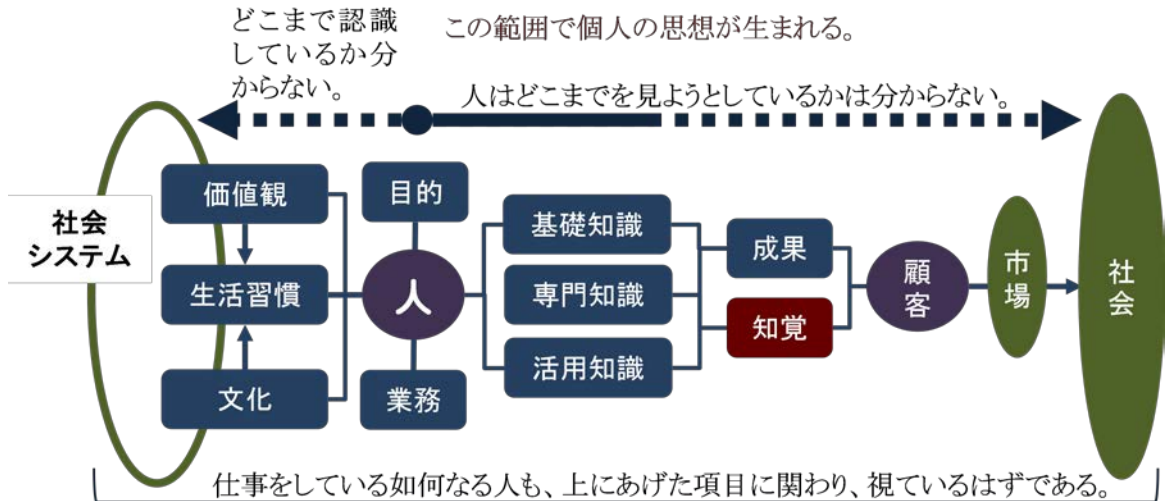 どこまで認識
しているか分
からない。
この範囲で個人の思想が生まれる。
人はどこまでを見ようとしているかは分からない。
社会
システム
価値観
生活習慣
文化
目的
人
業務
基礎知識
専門知識
活用知識
成果
知覚
顧客
市場
社会
仕事をしている如何なる人も、上にあげた項目に関わり、視ているはずである。